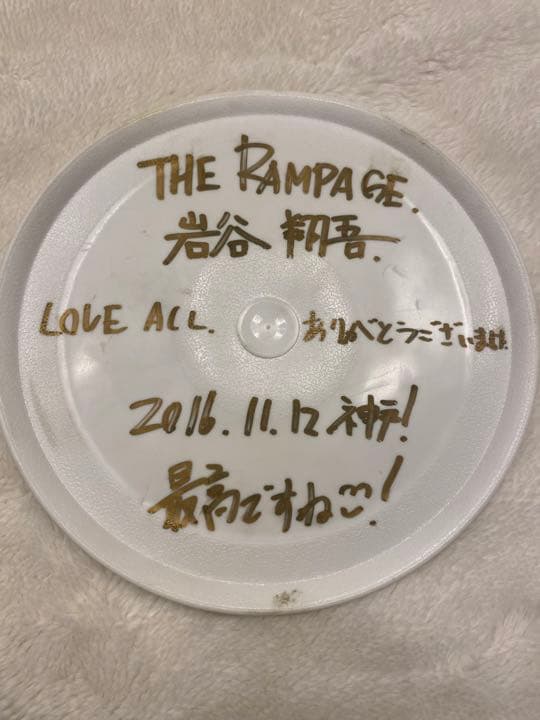 THE RAMPAGE.
岩谷 翔吾.
LOVE ALL.
ありがとうございました
2016.11.12 神戸!
最高ですね!